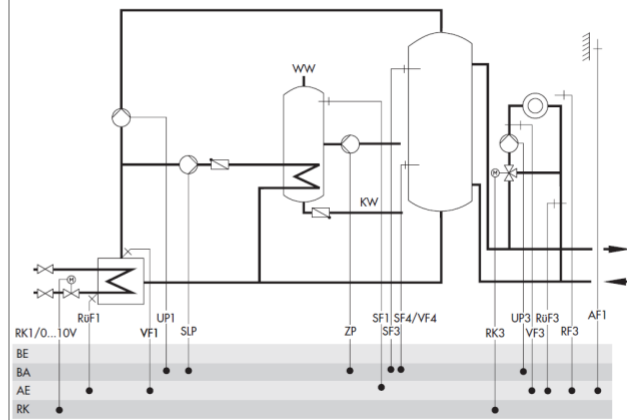 WW
KW
M
M
RK1/0...10V
RüF1
VF1
UP1
SLP
ZP
SF1
SF3
SF4/VF4
RK3
UP3
VF3
RüF3
RF3
AF1
BE
BA
AE
RK